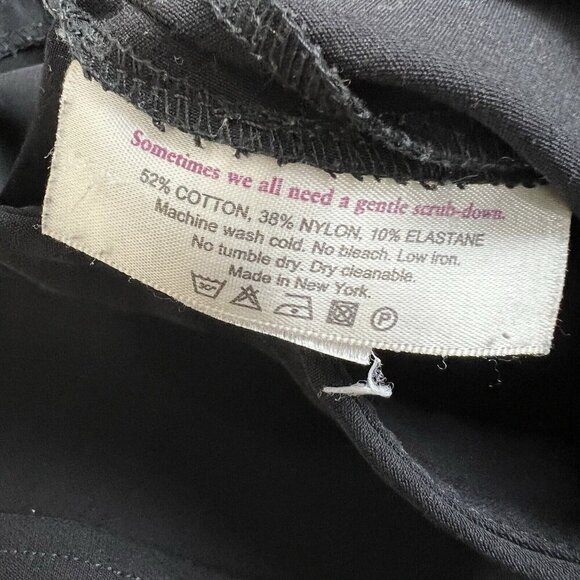 Sometimes we all need a gentle scrub-down.
52% COTTON, 38% NYLON, 10% ELASTANE
Machine wash cold. No bleach. Low iron.
No tumble dry. Dry cleanable.
Made in New York.
30° P